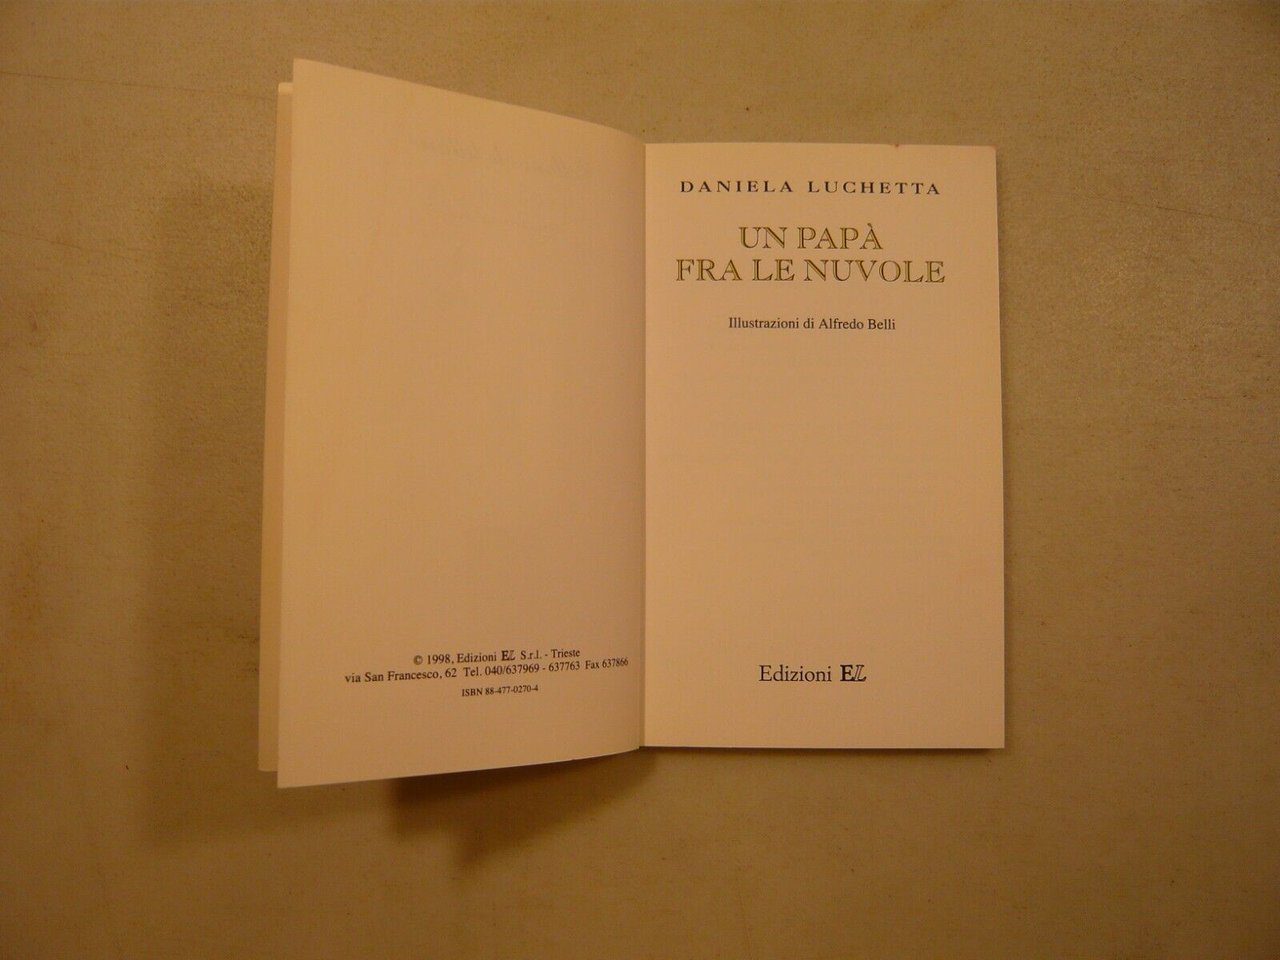 © 1998, Edizioni EL S.r.l. - Trieste
via San Francesco, 62 Tel. 040/637969 - 637763 Fax 637866
ISBN 88-477-0270-4
DANIELA LUCHETTA
UN PAPÀ
FRA LE NUVOLE
Illustrazioni di Alfredo Belli
Edizioni EL